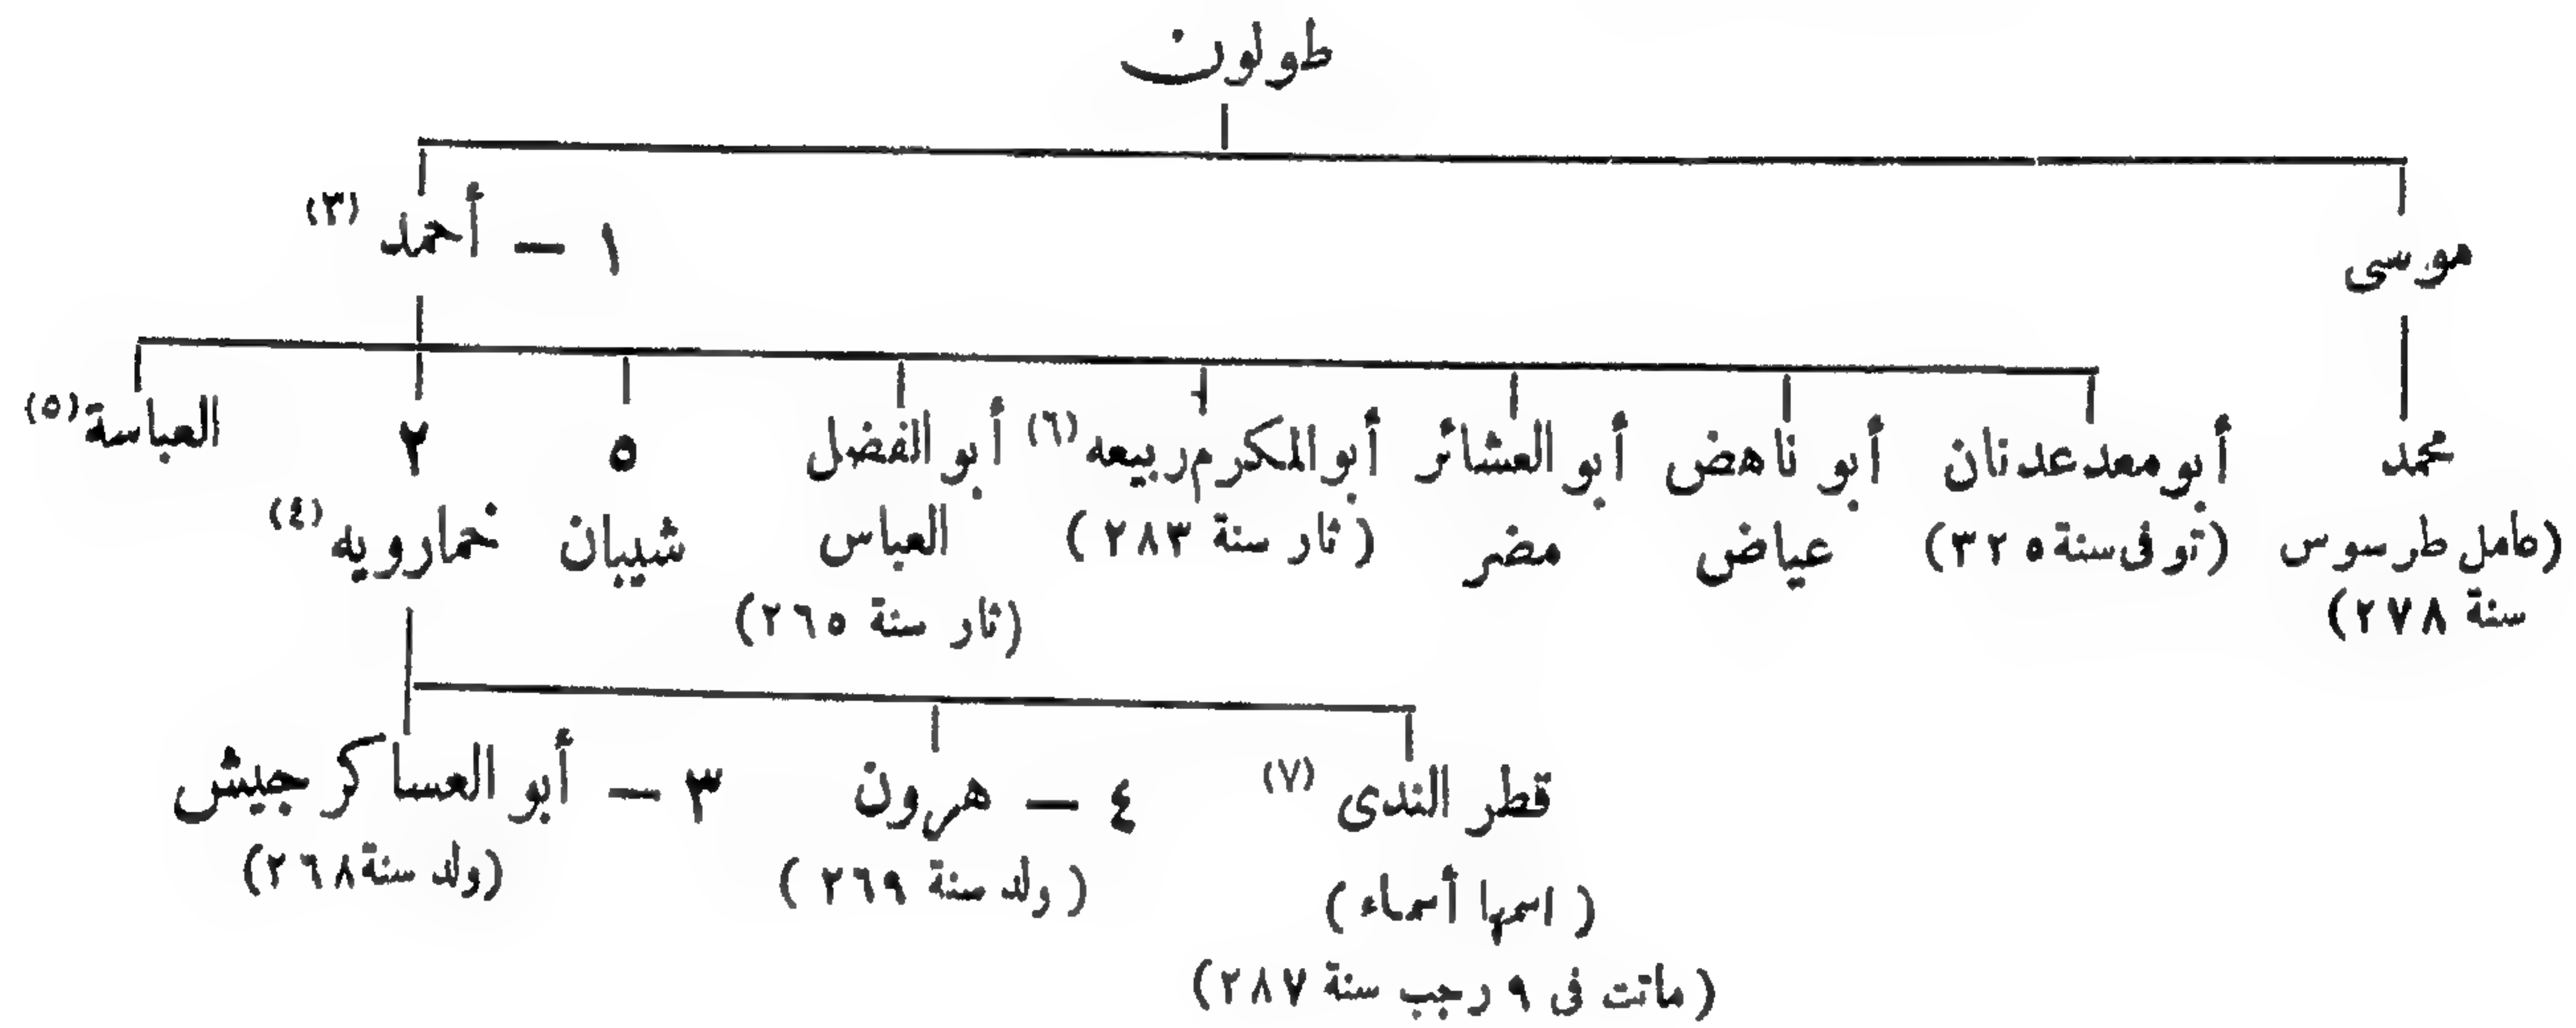 طولون
موسى
١ — أحمد (٣)
محمد
(عامل طرسوس
سنة ٢٧٨)
أبو معد عدنان
(توفى سنة ٣٢٥)
أبو ناهض
عياض
أبو العشائر
مضر
أبو المكرم ربيعه (٦)
(ثار سنة ٢٨٣)
أبو الفضل
العباس
(ثار سنة ٢٦٥)
٥
شيبان
٢
خمارويه (٤)
العباسة (٥)
قطر الندى (٧)
(اسمها أسماء)
(ماتت فى ٩ رجب سنة ٢٨٧)
٤ — هرون
(ولد سنة ٢٦٩)
٣ — أبو العساكر جيش
(ولد سنة ٢٦٨)